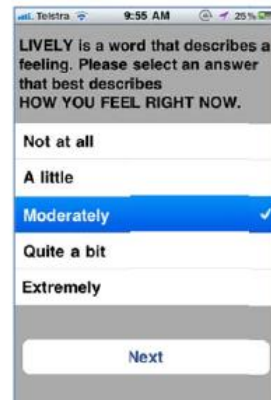 Telstra 9:55 AM 25%
LIVELY is a word that describes a
feeling. Please select an answer
that best describes
HOW YOU FEEL RIGHT NOW.
Not at all
A little
Moderately
Quite a bit
Extremely
Next